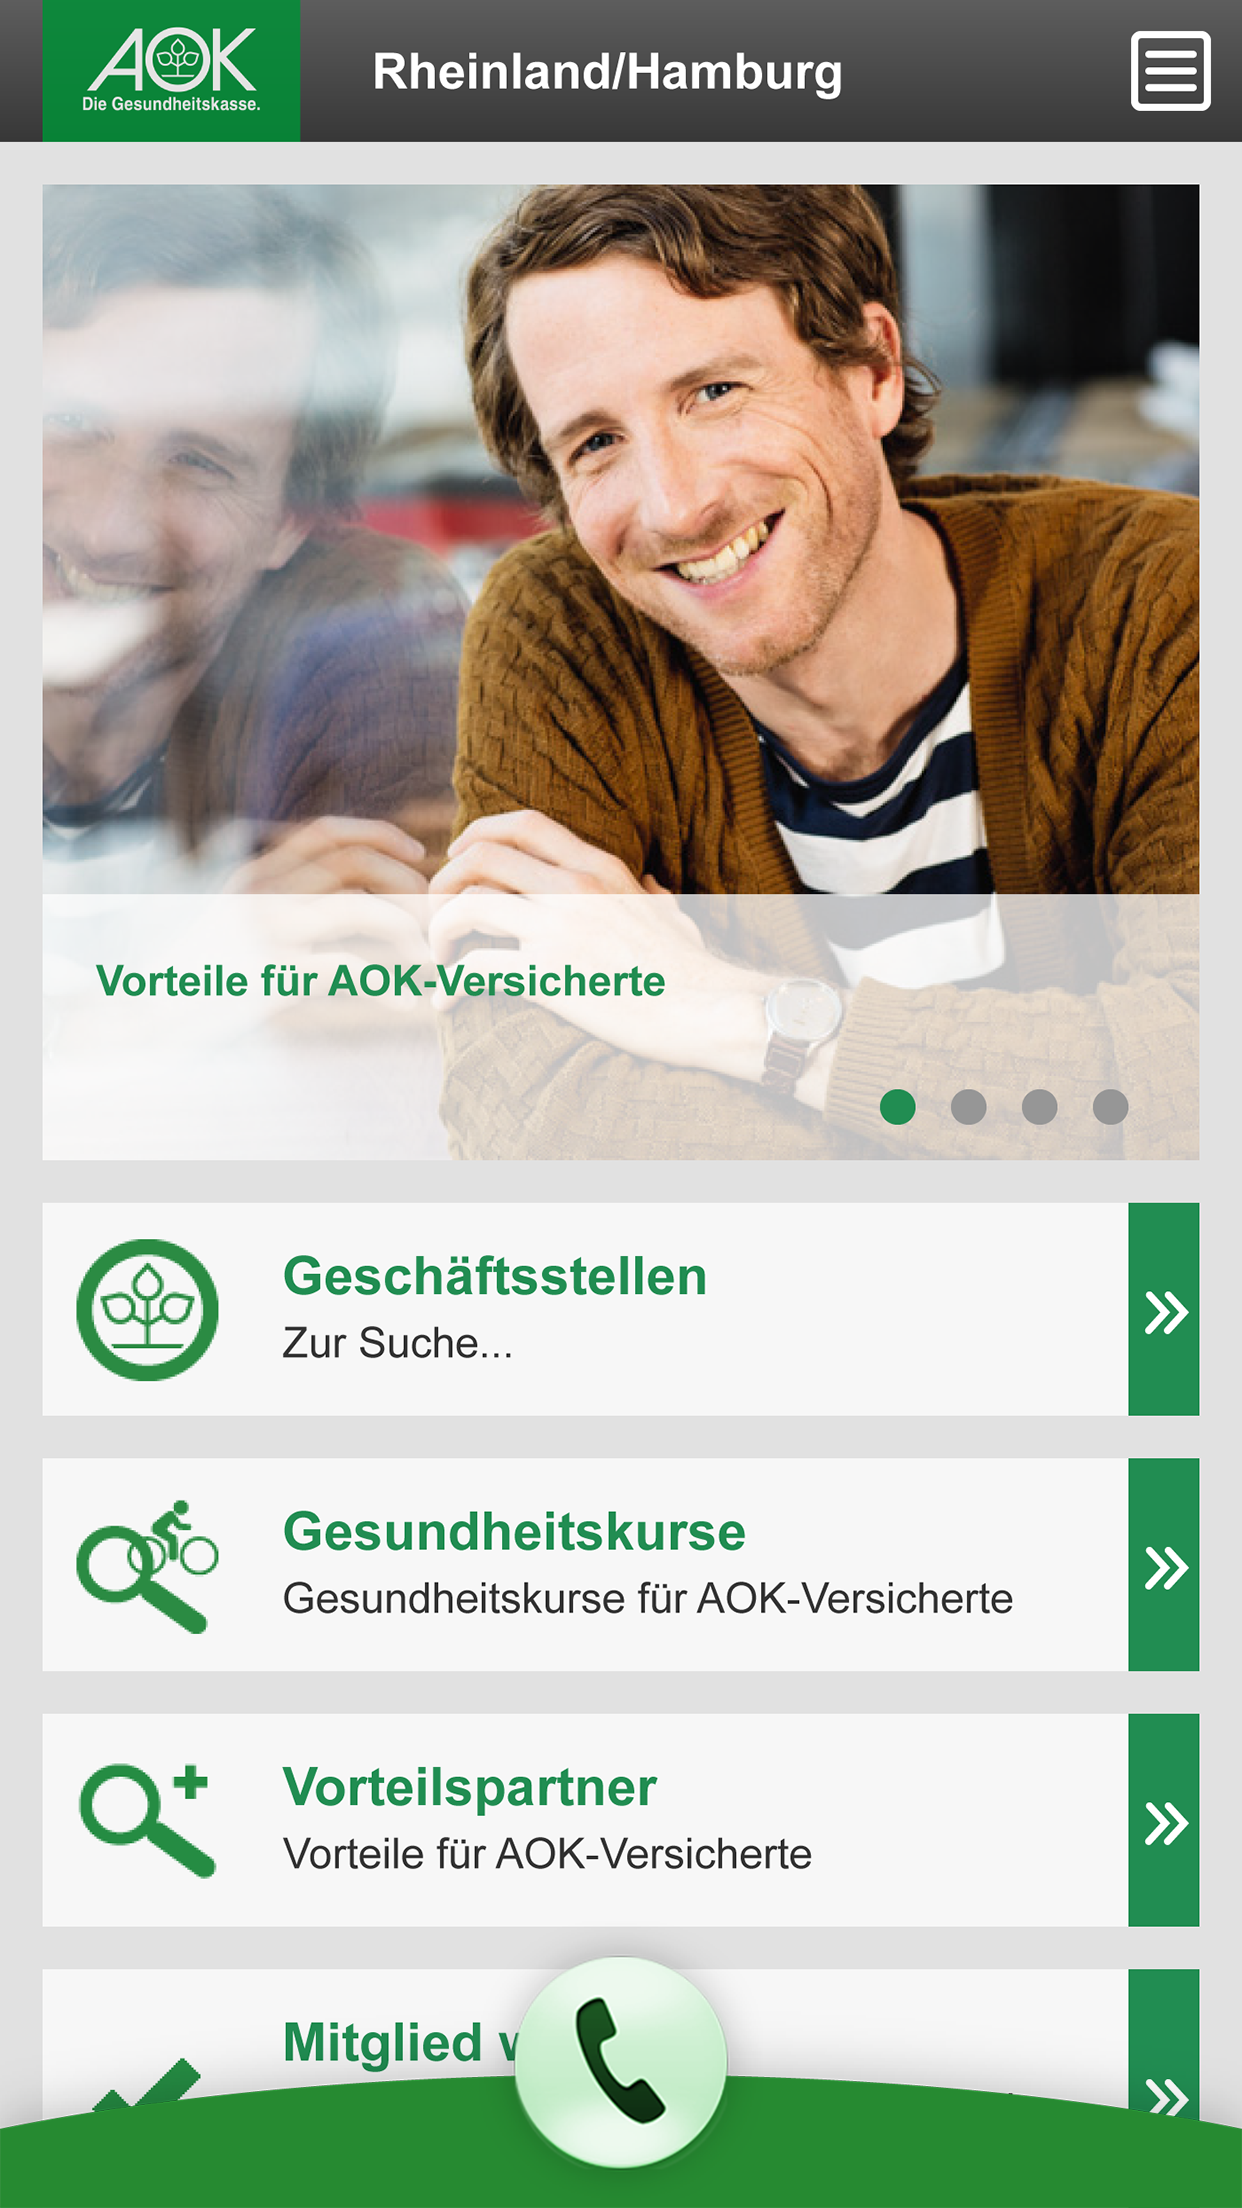 AOK
Die Gesundheitskasse.
Rheinland/Hamburg
Vorteile für AOK-Versicherte
Geschäftsstellen
Zur Suche...
Gesundheitskurse
Gesundheitskurse für AOK-Versicherte
Vorteilspartner
Vorteile für AOK-Versicherte
Mitglied